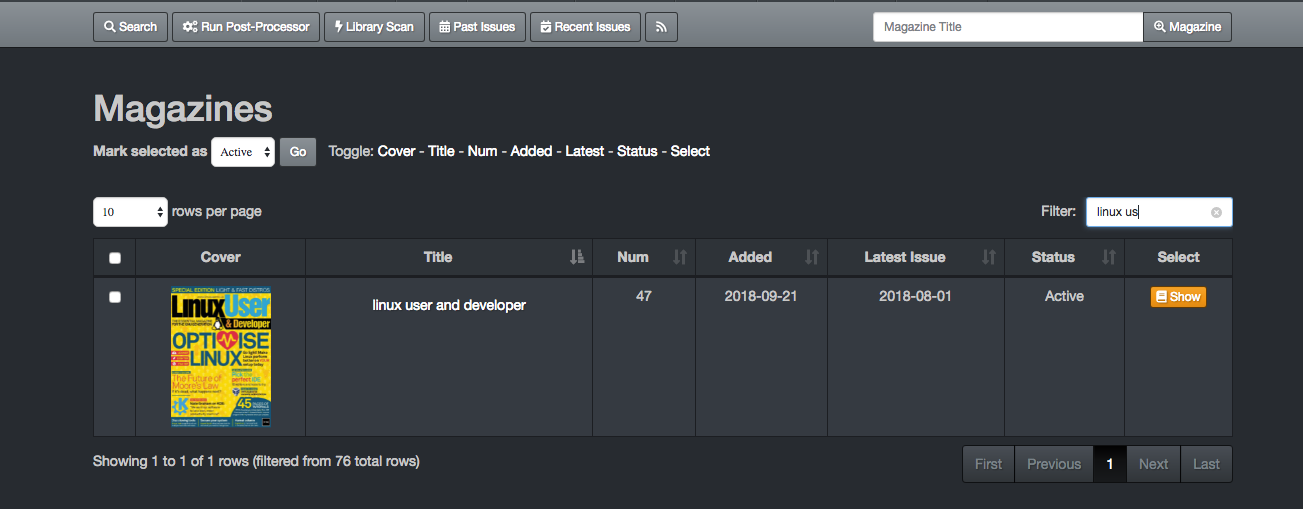 Search Run Post-Processor Library Scan Past Issues Recent Issues Magazine Title Magazine
Magazines
Mark selected as Active Go Toggle: Cover - Title - Num - Added - Latest - Status - Select
10 rows per page Filter: linux us
Cover Title Num Added Latest Issue Status Select
linux user and developer 47 2018-09-21 2018-08-01 Active Show
SPECIAL EDITION LIGHT & FAST DISTROS
Linux User
& Developer
OPTIMISE
LINUX
The Future of
Moore's Law
45
Showing 1 to 1 of 1 rows (filtered from 76 total rows) First Previous 1 Next Last